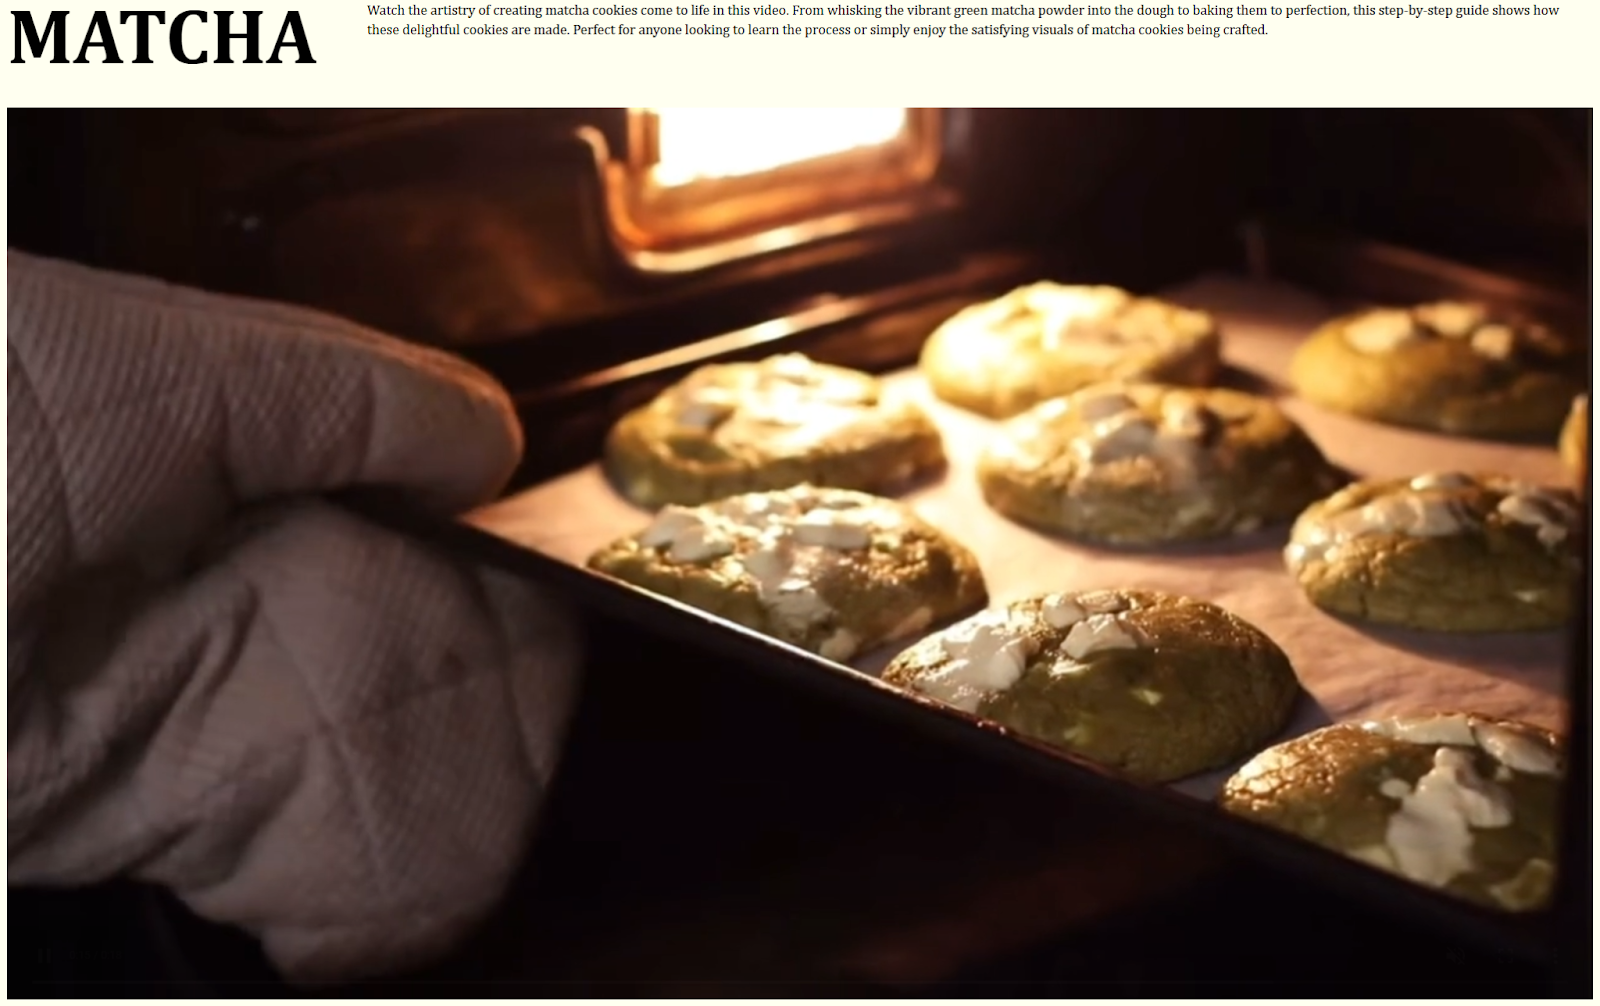 MATCHA
Watch the artistry of creating matcha cookies come to life in this video. From whisking the vibrant green matcha powder into the dough to baking them to perfection, this step-by-step guide shows how
these delightful cookies are made. Perfect for anyone looking to learn the process or simply enjoy the satisfying visuals of matcha cookies being crafted.